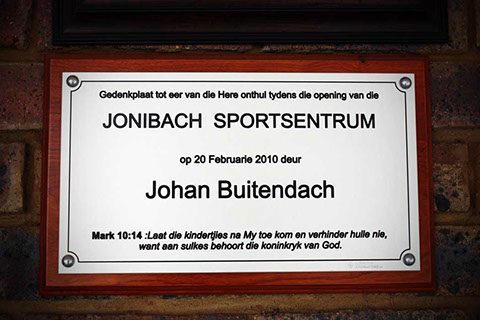 Gedenkplaat tot eer van die Here onthul tydens die opening van die
JONIBACH SPORTSENTRUM
op 20 Februarie 2010 deur
Johan Buitendach
Mark 10:14 :Laat die kindertjies na My toe kom en verhinder hulle nie,
want aan sulkes behoort die koninkryk van God.